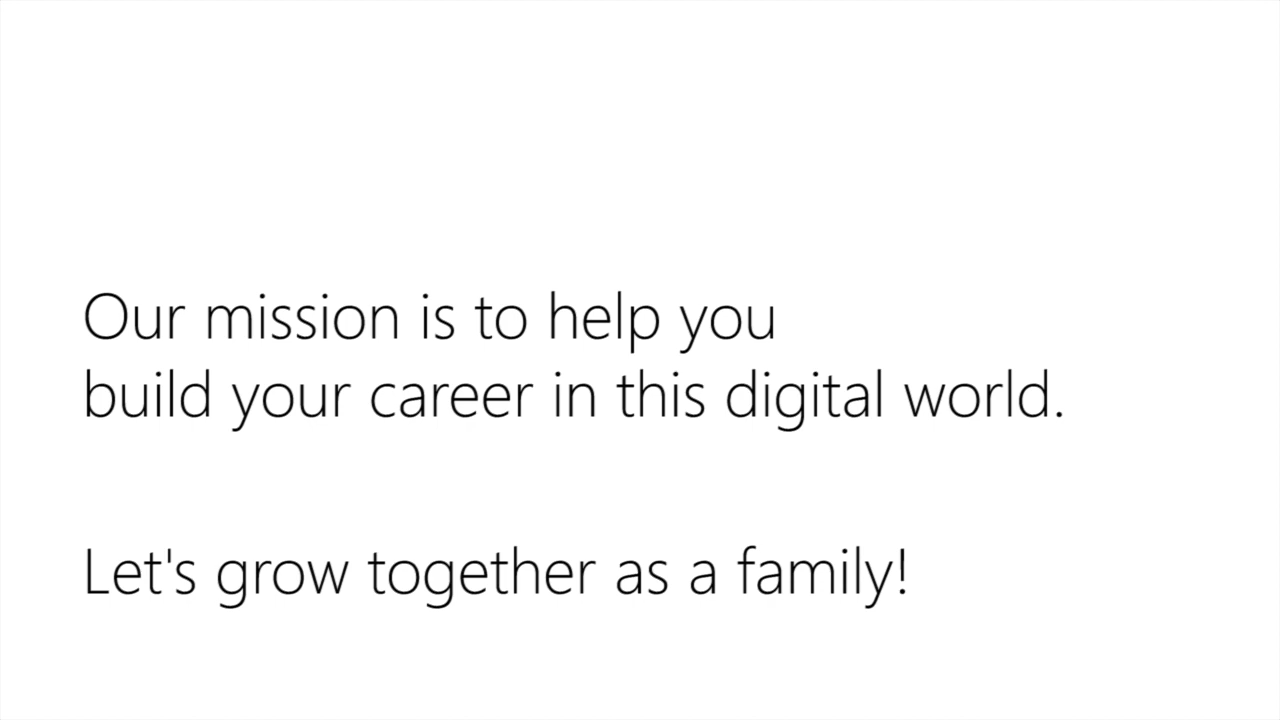 Our mission is to help you
build your career in this digital world.
Let's grow together as a family!